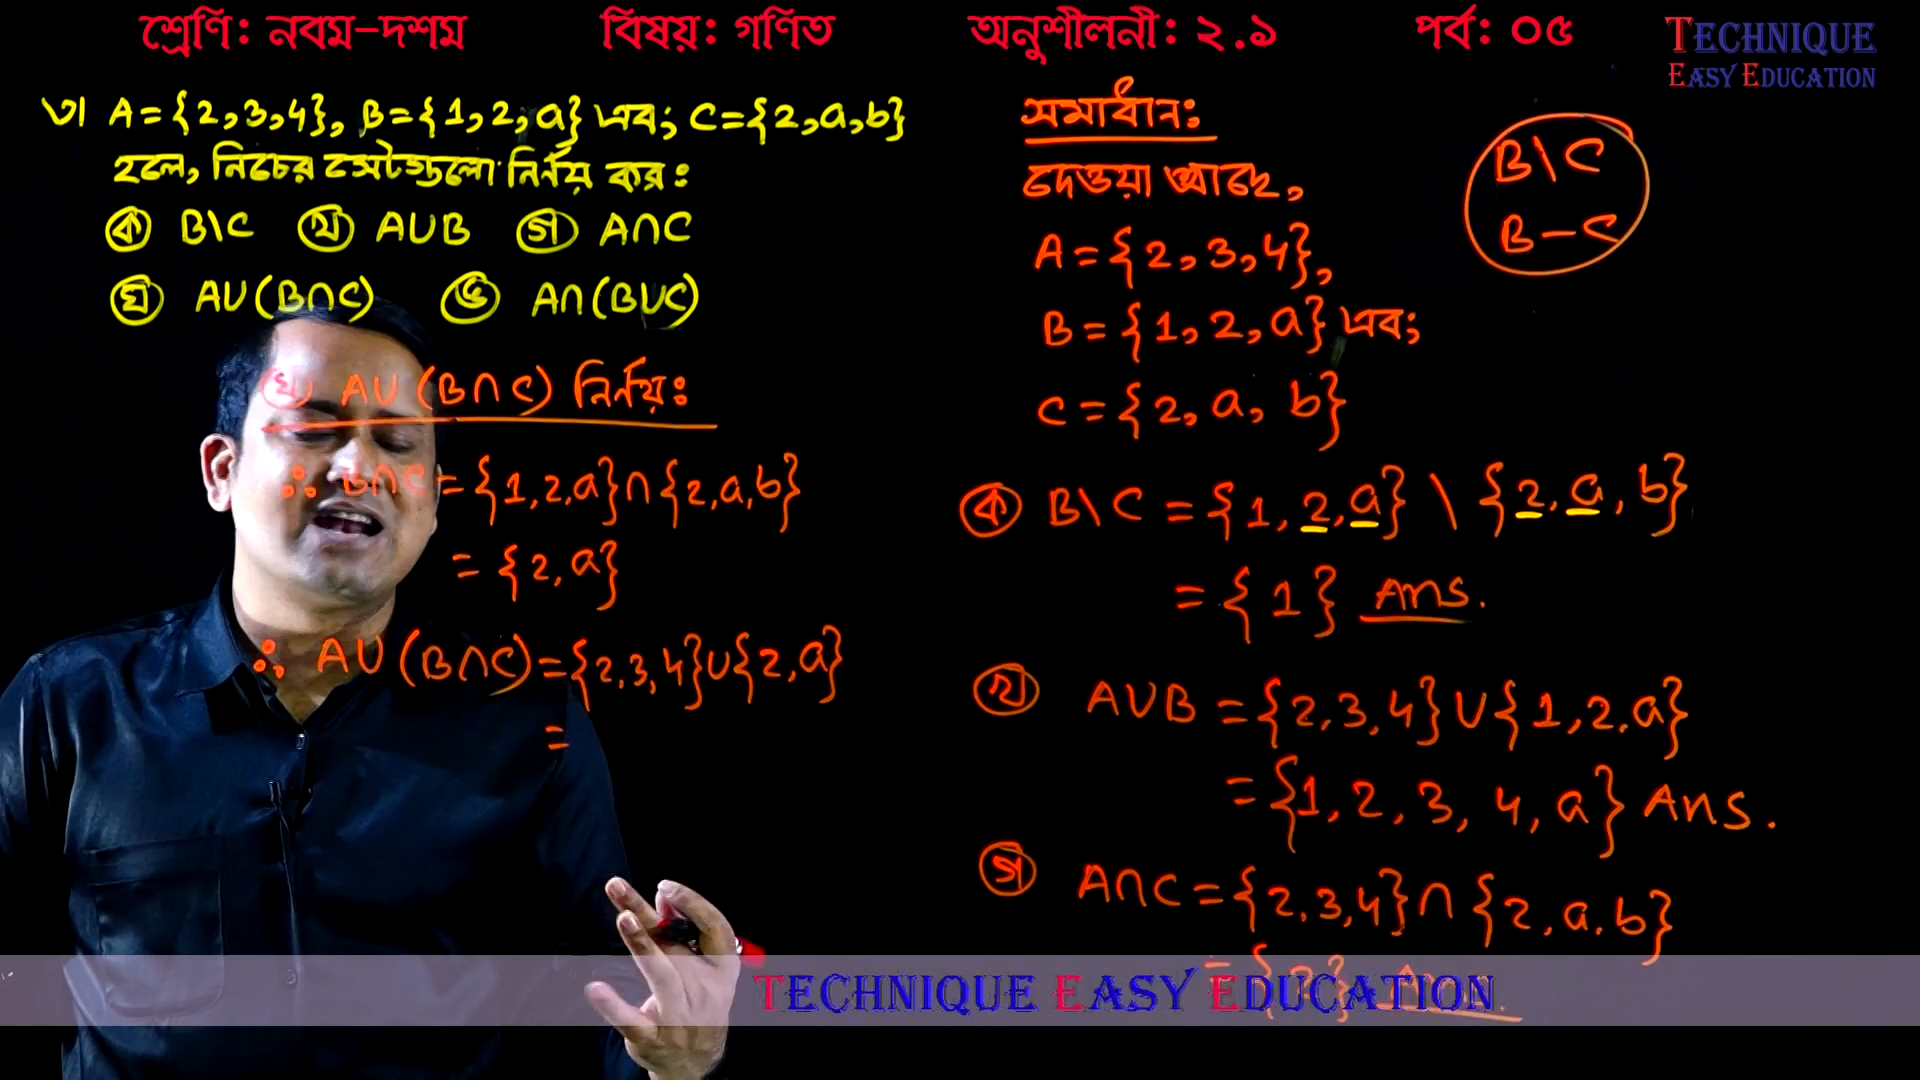 শ্রেণি: নবম-দশম বিষয়: গণিত অনুশীলনী: ২.১ পর্ব: ০৫
TECHNIQUE
EASY EDUCATION
৩। A={2,3,4}, B={1,2,a} এবং C={2,a,b}
হলে, নিচের সেটগুলো নির্ণয় কর:
ক B\C খ A∪B গ A∩C
ঘ A∪(B∩C) ঙ A∩(B∪C)
ঘ A∪(B∩C) নির্ণয়:
∴ B∩C = {1,2,a}∩{2,a,b}
= {2,a}
∴ A∪(B∩C)={2,3,4}∪{2,a}
=
সমাধান:
দেওয়া আছে,
A={2,3,4},
B={1,2,a} এবং
C={2,a,b}
B\C
B-C
ক B\C = {1,2,a} \ {2,a,b}
= {1} Ans.
খ A∪B = {2,3,4}∪{1,2,a}
= {1,2,3,4,a} Ans.
গ A∩C = {2,3,4}∩{2,a,b}
= {2} Ans.
TECHNIQUE EASY EDUCATION